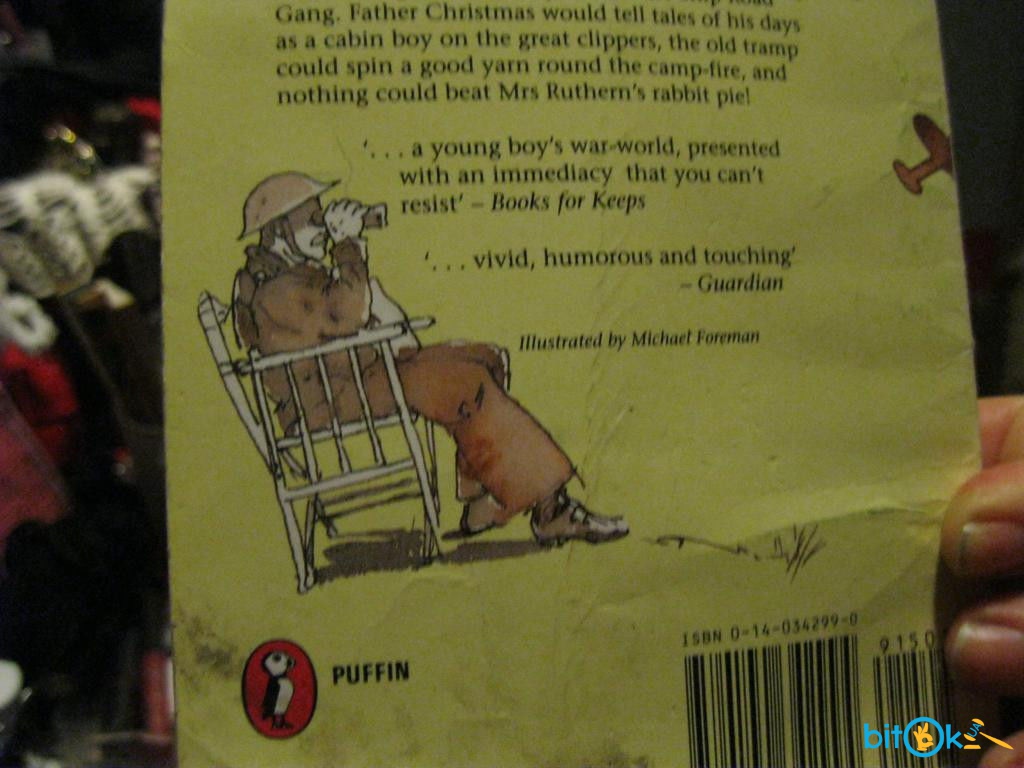 Gang. Father Christmas would tell tales of his days
as a cabin boy on the great clippers, the old tramp
could spin a good yarn round the camp-fire, and
nothing could beat Mrs Ruthern's rabbit pie!
'. . . a young boy's war-world, presented
with an immediacy that you can't
resist' – Books for Keeps
'. . . vivid, humorous and touching'
– Guardian
Illustrated by Michael Foreman
PUFFIN
ISBN 0-14-034299-0
9150
bitOk
UA